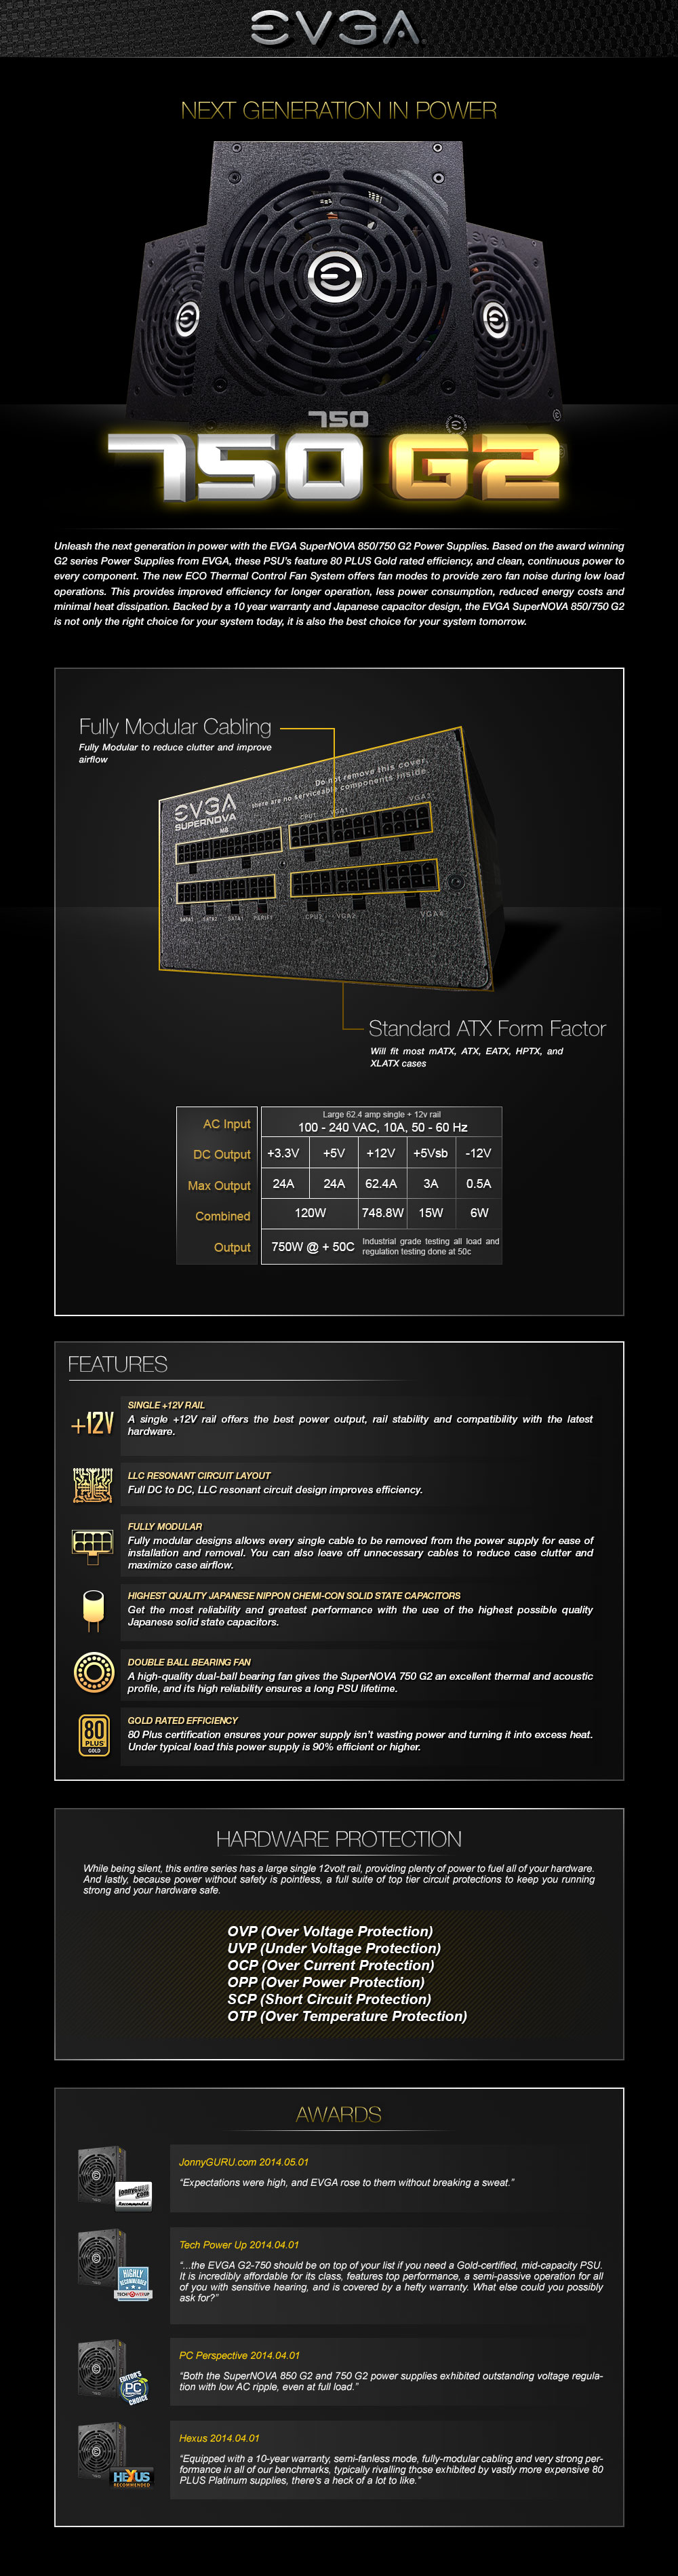 EVGA
NEXT GENERATION IN POWER
EVGA
EVGA
750
750 G2
Unleash the next generation in power with the EVGA SuperNOVA 850/750 G2 Power Supplies. Based on the award winning
G2 series Power Supplies from EVGA, these PSU's feature 80 PLUS Gold rated efficiency, and clean, continuous power to
every component. The new ECO Thermal Control Fan System offers fan modes to provide zero fan noise during low load
operations. This provides improved efficiency for longer operation, less power consumption, reduced energy costs and
minimal heat dissipation. Backed by a 10 year warranty and Japanese capacitor design, the EVGA SuperNOVA 850/750 G2
is not only the right choice for your system today, it is also the best choice for your system tomorrow.
Fully Modular Cabling
Fully Modular to reduce clutter and improve
airflow
Do not remove this cover,
there are no serviceable components inside.
EVGA
SUPERNOVA
MB
CPU1 VGA1 VGA2
SATA1 SATA2 SATA3 PERIF1
CPU2 VGA3 VGA4
Standard ATX Form Factor
Will fit most mATX, ATX, EATX, HPTX, and
XLATX cases
AC Input
Large 62.4 amp single + 12v rail
100 - 240 VAC, 10A, 50 - 60 Hz
DC Output +3.3V +5V +12V +5Vsb -12V
Max Output 24A 24A 62.4A 3A 0.5A
Combined 120W 748.8W 15W 6W
Output 750W @ + 50C Industrial grade testing all load and
regulation testing done at 50c
FEATURES
+12V
SINGLE +12V RAIL
A single +12V rail offers the best power output, rail stability and compatibility with the latest
hardware.
LLC RESONANT CIRCUIT LAYOUT
Full DC to DC, LLC resonant circuit design improves efficiency.
FULLY MODULAR
Fully modular designs allows every single cable to be removed from the power supply for ease of
installation and removal. You can also leave off unnecessary cables to reduce case clutter and
maximize case airflow.
HIGHEST QUALITY JAPANESE NIPPON CHEMI-CON SOLID STATE CAPACITORS
Get the most reliability and greatest performance with the use of the highest possible quality
Japanese solid state capacitors.
DOUBLE BALL BEARING FAN
A high-quality dual-ball bearing fan gives the SuperNOVA 750 G2 an excellent thermal and acoustic
profile, and its high reliability ensures a long PSU lifetime.
80
PLUS
GOLD
GOLD RATED EFFICIENCY
80 Plus certification ensures your power supply isn't wasting power and turning it into excess heat.
Under typical load this power supply is 90% efficient or higher.
HARDWARE PROTECTION
While being silent, this entire series has a large single 12volt rail, providing plenty of power to fuel all of your hardware.
And lastly, because power without safety is pointless, a full suite of top tier circuit protections to keep you running
strong and your hardware safe.
OVP (Over Voltage Protection)
UVP (Under Voltage Protection)
OCP (Over Current Protection)
OPP (Over Power Protection)
SCP (Short Circuit Protection)
OTP (Over Temperature Protection)
AWARDS
jonnyGURU
.com
Recommended
JonnyGURU.com 2014.05.01
“Expectations were high, and EVGA rose to them without breaking a sweat.”
HIGHLY
RECOMMENDED
TECHPOWERUP
Tech Power Up 2014.04.01
“...the EVGA G2-750 should be on top of your list if you need a Gold-certified, mid-capacity PSU.
It is incredibly affordable for its class, features top performance, a semi-passive operation for all
of you with sensitive hearing, and is covered by a hefty warranty. What else could you possibly
ask for?”
EDITOR'S
PC
CHOICE
PC Perspective 2014.04.01
“Both the SuperNOVA 850 G2 and 750 G2 power supplies exhibited outstanding voltage regula-
tion with low AC ripple, even at full load.”
HEXUS
RECOMMENDED
Hexus 2014.04.01
“Equipped with a 10-year warranty, semi-fanless mode, fully-modular cabling and very strong per-
formance in all of our benchmarks, typically rivalling those exhibited by vastly more expensive 80
PLUS Platinum supplies, there's a heck of a lot to like.”